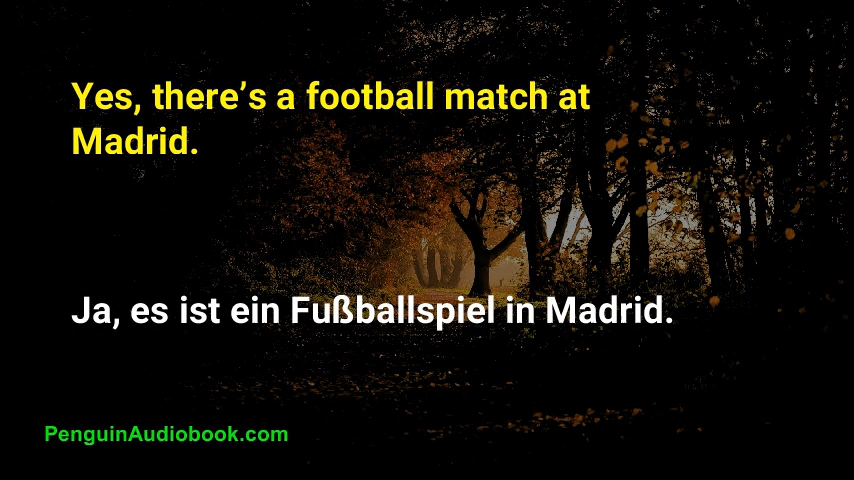 Yes, there’s a football match at
Madrid.
Ja, es ist ein Fußballspiel in Madrid.
PenguinAudiobook.com